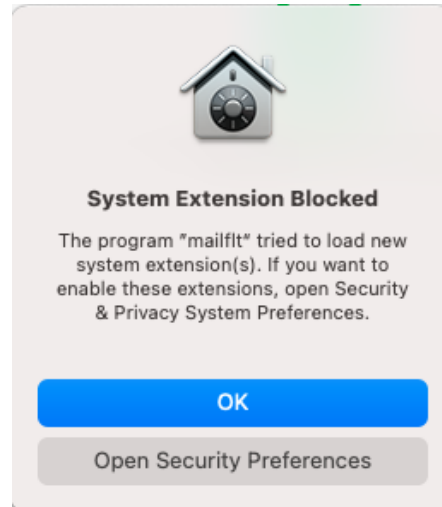 System Extension Blocked
The program "mailflt" tried to load new
system extension(s). If you want to
enable these extensions, open Security
& Privacy System Preferences.
OK
Open Security Preferences